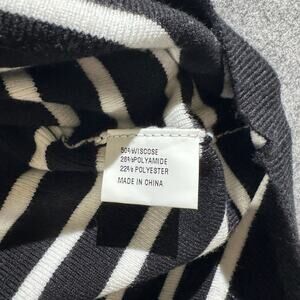 50%VISCOSE
28%POLYAMIDE
22%POLYESTER
MADE IN CHINA